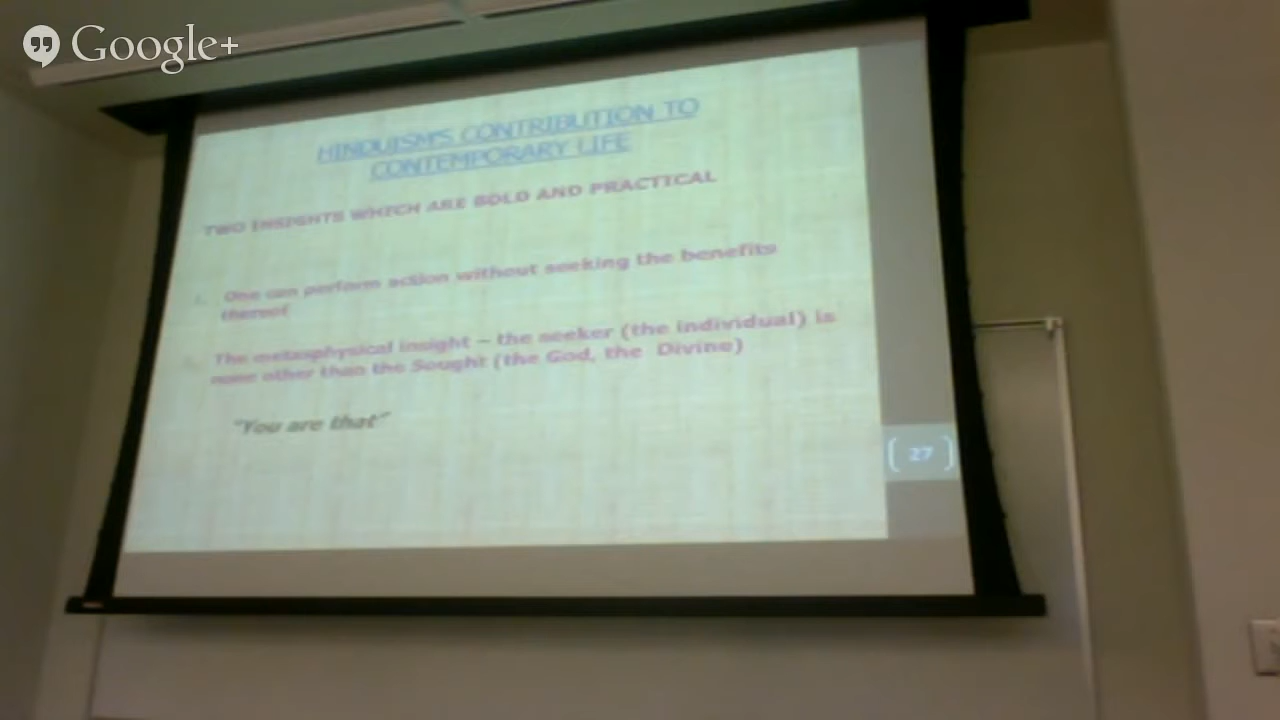 Google+
HINDUISM'S CONTRIBUTION TO
CONTEMPORARY LIFE
TWO INSIGHTS WHICH ARE BOLD AND PRACTICAL
One can perform action without seeking the benefits
thereof
The metaphysical insight – the seeker (the individual) is
none other than the Sought (the God, the Divine)
"You are that"
27